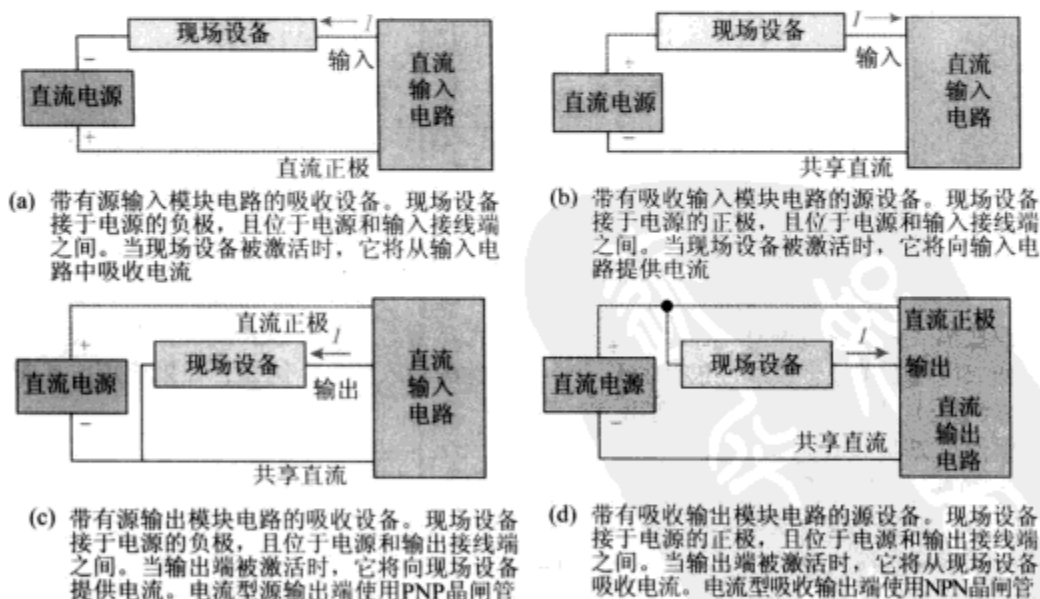 现场设备
I
输入
直流电源
−
+
直流
输入
电路
直流正极
(a) 带有源输入模块电路的吸收设备。现场设备
接于电源的负极，且位于电源和输入接线端
之间。当现场设备被激活时，它将从输入电
路中吸收电流
现场设备
I
输入
直流电源
+
−
直流
输入
电路
共享直流
(b) 带有吸收输入模块电路的源设备。现场设备
接于电源的正极，且位于电源和输入接线端
之间。当现场设备被激活时，它将向输入电
路提供电流
直流正极
现场设备
I
输出
直流电源
+
−
直流
输入
电路
共享直流
(c) 带有源输出模块电路的吸收设备。现场设备
接于电源的负极，且位于电源和输出接线端
之间。当输出端被激活时，它将向现场设备
提供电流。电流型源输出端使用PNP晶闸管
直流正极
现场设备
I
输出
直流电源
+
−
直流
输出
电路
共享直流
(d) 带有吸收输出模块电路的源设备。现场设备
接于电源的正极，且位于电源和输出接线端
之间。当输出端被激活时，它将从现场设备
吸收电流。电流型吸收输出端使用NPN晶闸管